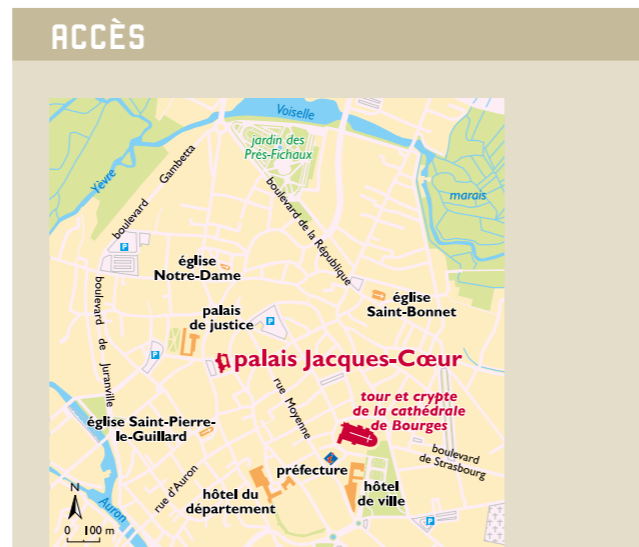 ACCÈS
Voiselle
jardin des
Prés-Fichaux
Yèvre
boulevard Gambetta
marais
boulevard de la République
P
église
Notre-Dame
boulevard de Juranville
église
Saint-Bonnet
palais
de justice
P
P
palais Jacques-Cœur
rue Moyenne
tour et crypte
de la cathédrale
de Bourges
église Saint-Pierre-
le-Guillard
boulevard
de Strasbourg
préfecture
rue d'Auron
hôtel du
département
hôtel
de ville
N
Auron
P
0 100 m